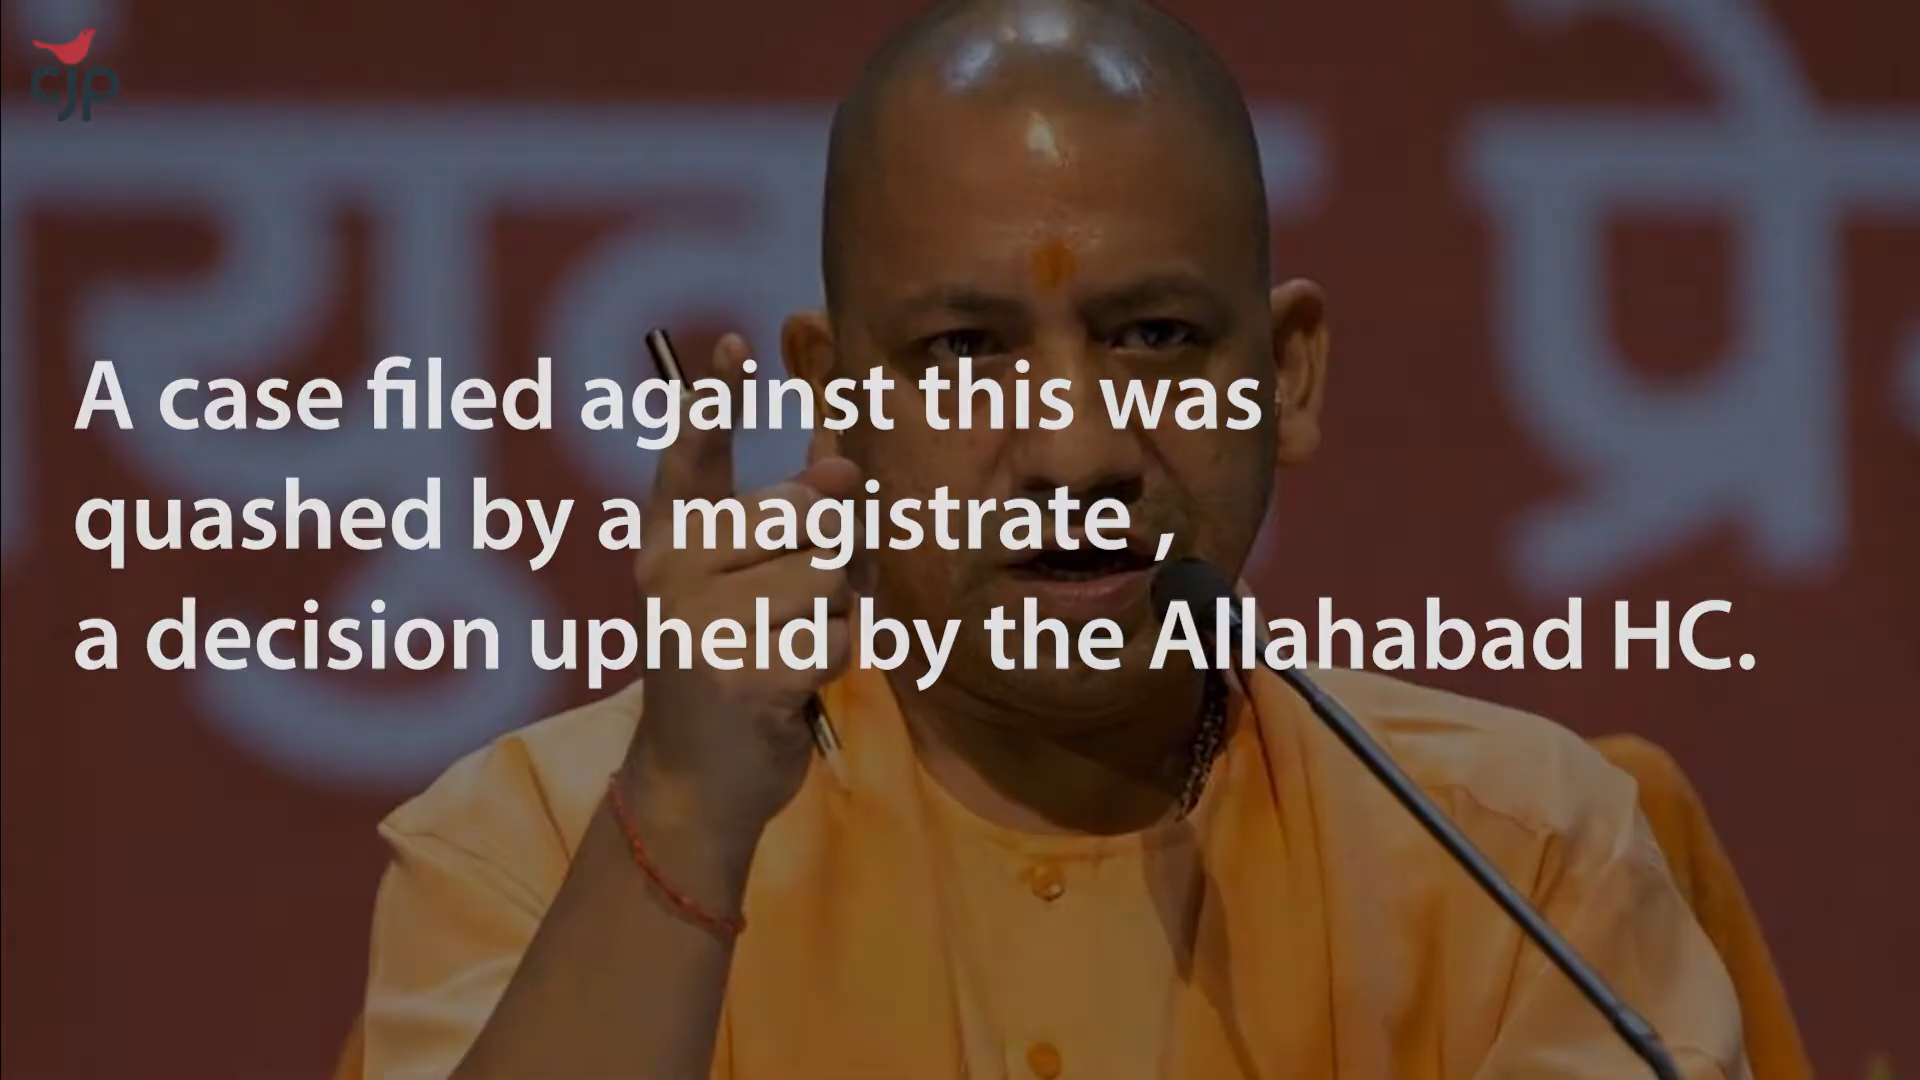 cjp
A case filed against this was
quashed by a magistrate ,
a decision upheld by the Allahabad HC.